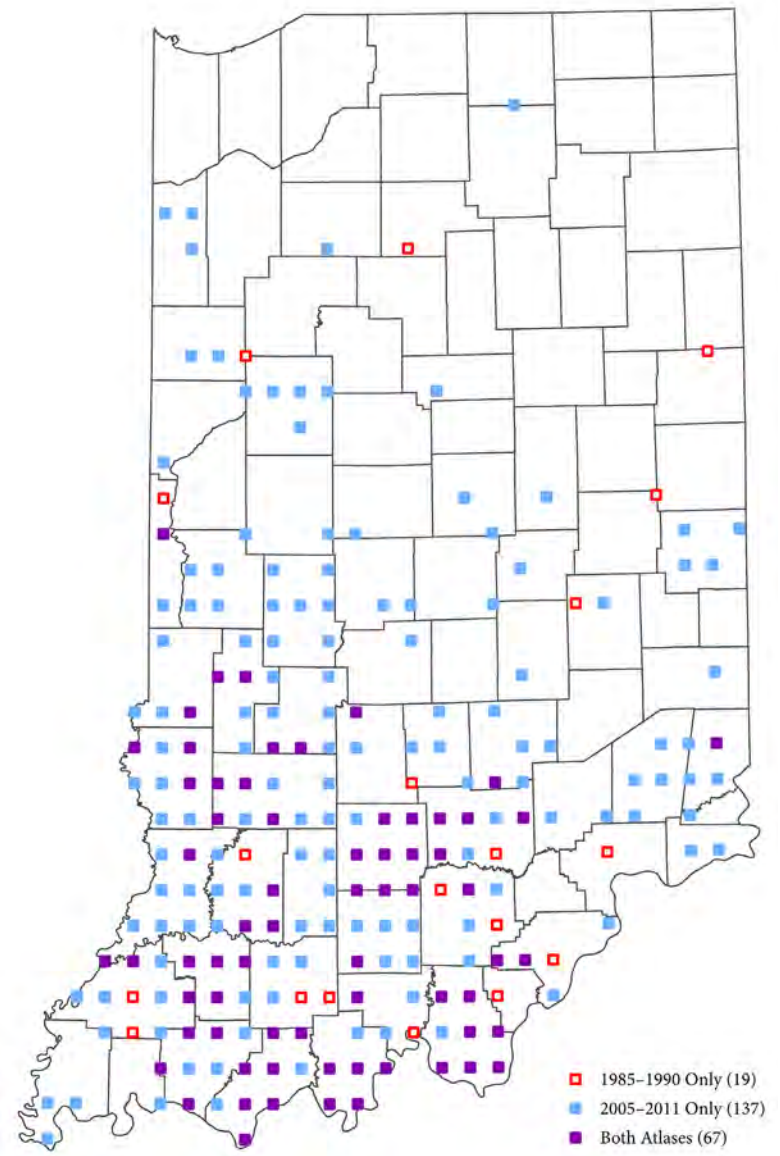 1985–1990 Only (19)
2005–2011 Only (137)
Both Atlases (67)